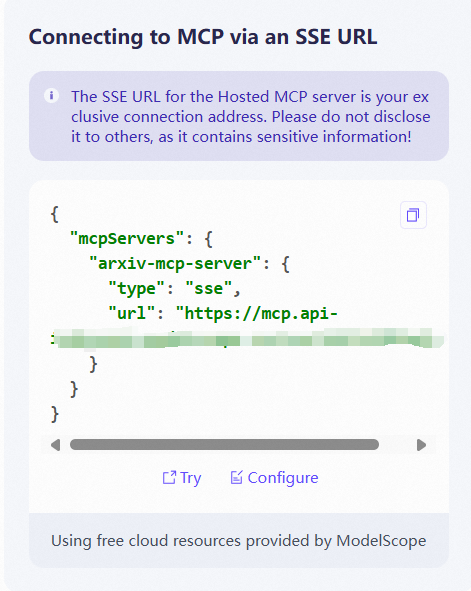 Connecting to MCP via an SSE URL
The SSE URL for the Hosted MCP server is your ex
clusive connection address. Please do not disclose
it to others, as it contains sensitive information!
{
"mcpServers": {
"arxiv-mcp-server": {
"type": "sse",
"url": "https://mcp.api-
}
}
}
Try Configure
Using free cloud resources provided by ModelScope